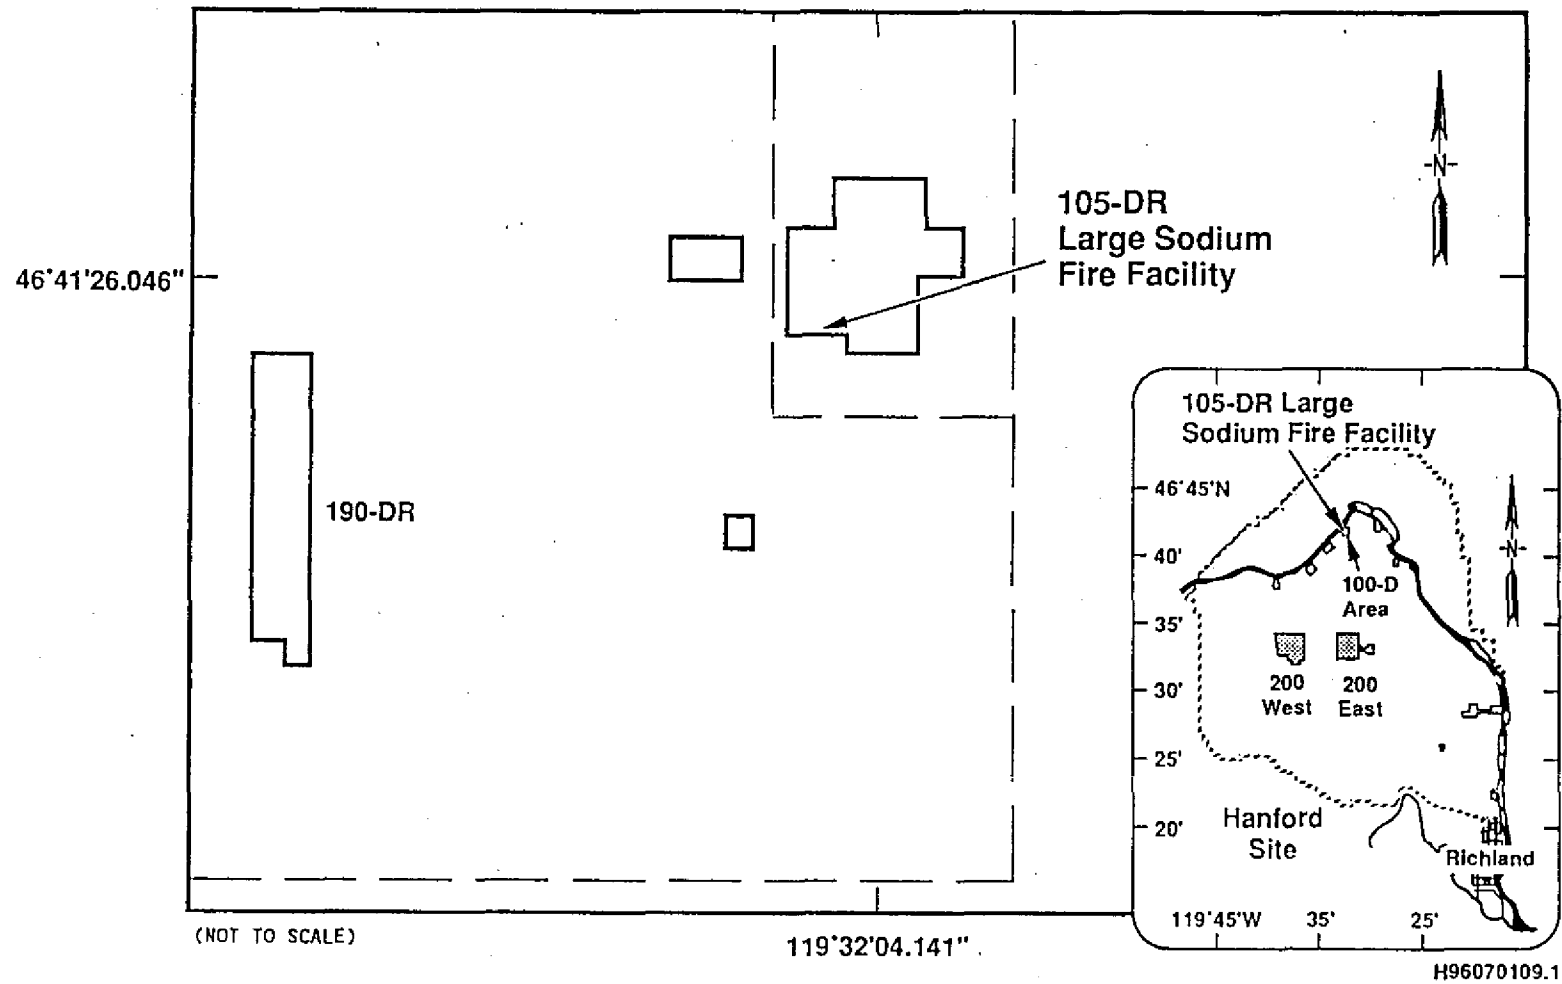 N
105-DR
Large Sodium
Fire Facility
46°41'26.046"
190-DR
105-DR Large
Sodium Fire Facility
46°45'N
N
40'
100-D
Area
35'
200
West
200
East
30'
25'
20'
Hanford
Site
Richland
119°45'W
35'
25'
(NOT TO SCALE)
119°32'04.141"
H96070109.1